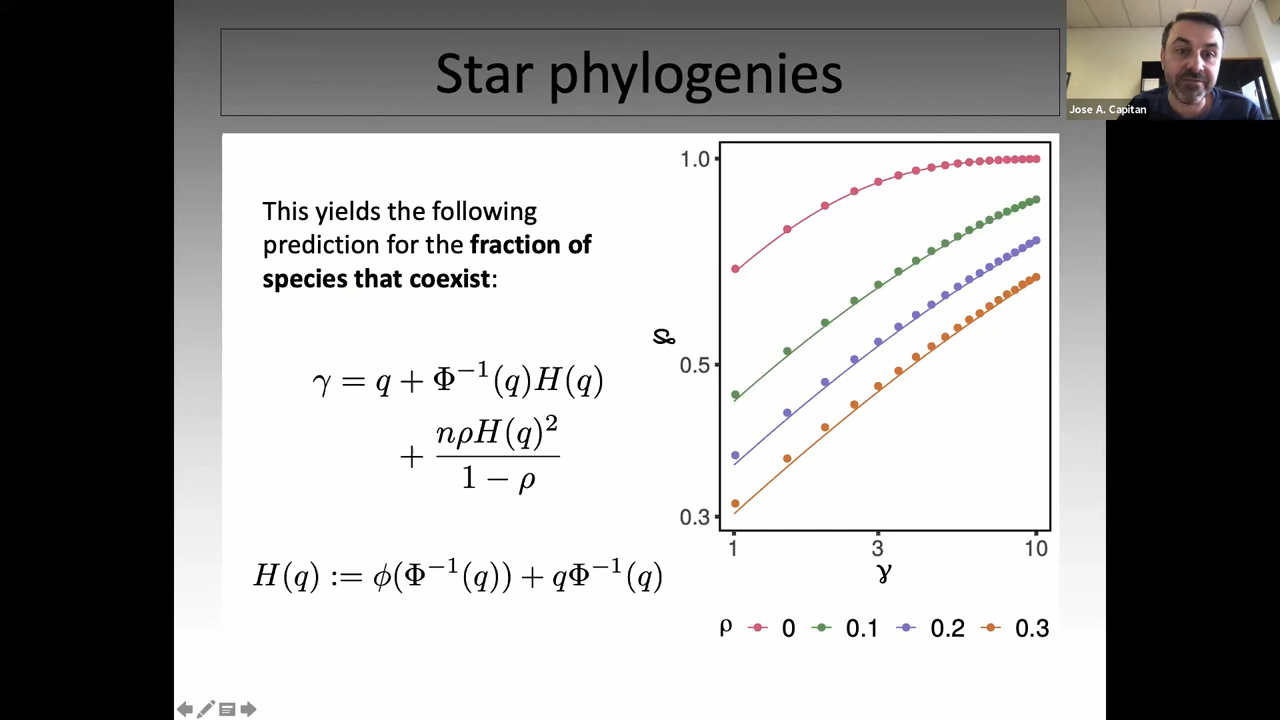 Star phylogenies
Jose A. Capitan
This yields the following
prediction for the fraction of
species that coexist:
γ = q + Φ⁻¹(q)H(q)
+ nρH(q)² / 1 − ρ
H(q) := ϕ(Φ⁻¹(q)) + qΦ⁻¹(q)
1.0
0.5
0.3
1 3 10
γ
ρ 0 0.1 0.2 0.3